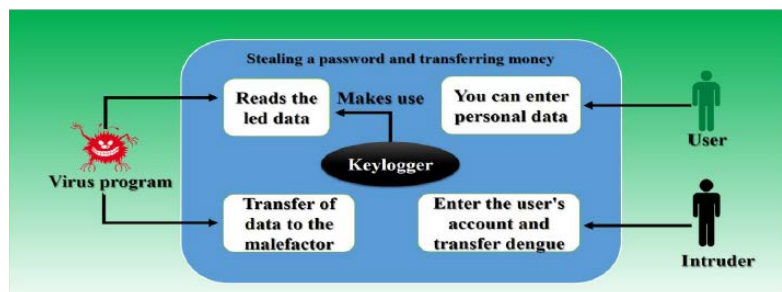 Stealing a password and transferring money
Reads the
led data
Makes use
You can enter
personal data
User
Keylogger
Virus program
Transfer of
data to the
malefactor
Enter the user's
account and
transfer dengue
Intruder